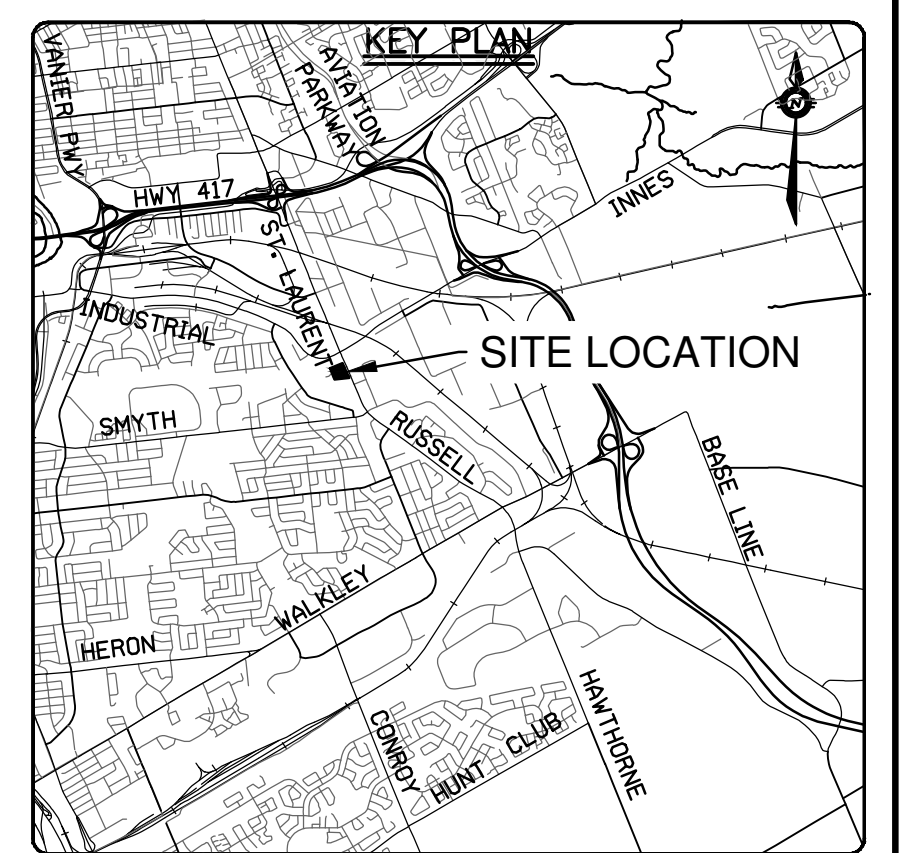 KEY PLAN
VANIER PWY
AVIATION
PARKWAY
N
HWY 417
INNES
ST. LAURENT
INDUSTRIAL
SITE LOCATION
SMYTH
RUSSELL
BASE LINE
WALKLEY
HERON
HAWTHORNE
CONROY
HUNT CLUB